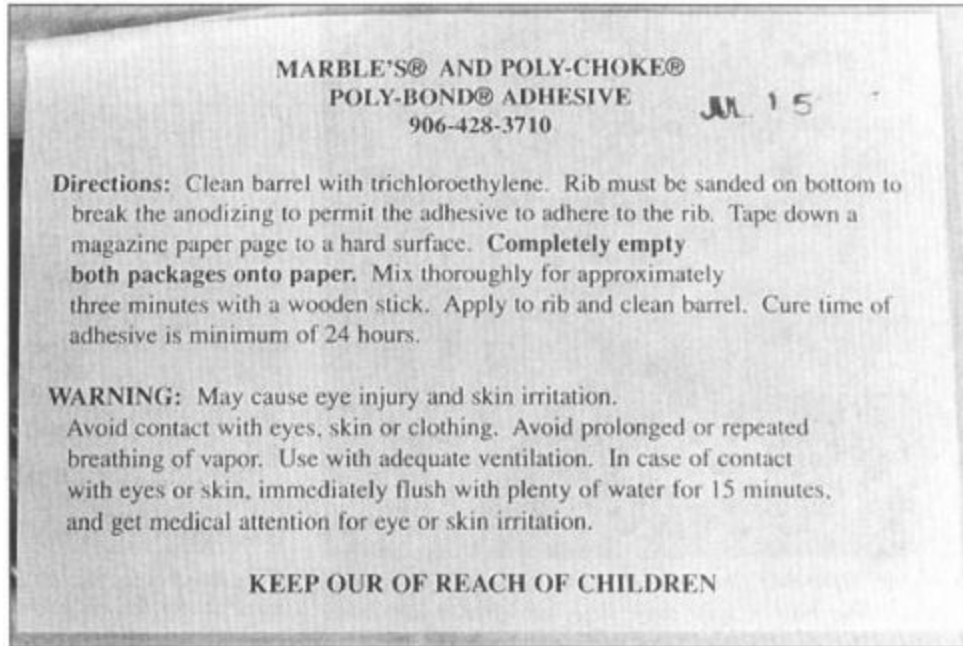 MARBLE'S® AND POLY-CHOKE®
POLY-BOND® ADHESIVE
906-428-3710
JUL 15
Directions: Clean barrel with trichloroethylene. Rib must be sanded on bottom to
break the anodizing to permit the adhesive to adhere to the rib. Tape down a
magazine paper page to a hard surface. Completely empty
both packages onto paper. Mix thoroughly for approximately
three minutes with a wooden stick. Apply to rib and clean barrel. Cure time of
adhesive is minimum of 24 hours.
WARNING: May cause eye injury and skin irritation.
Avoid contact with eyes, skin or clothing. Avoid prolonged or repeated
breathing of vapor. Use with adequate ventilation. In case of contact
with eyes or skin, immediately flush with plenty of water for 15 minutes,
and get medical attention for eye or skin irritation.
KEEP OUR OF REACH OF CHILDREN